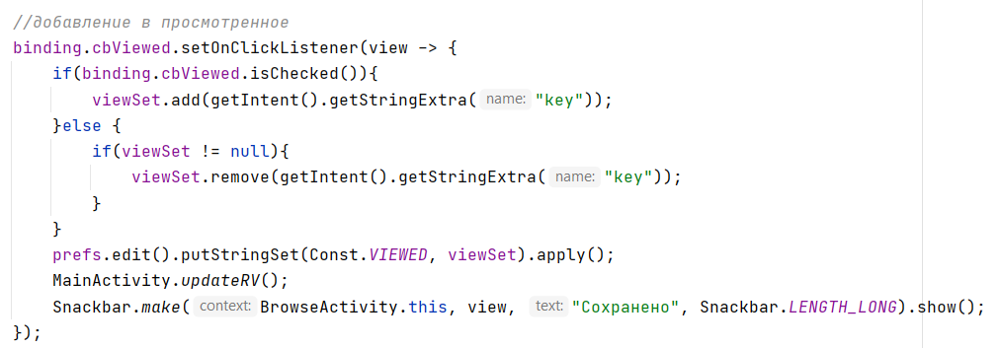 //добавление в просмотренное
binding.cbViewed.setOnClickListener(view -> {
    if(binding.cbViewed.isChecked()){
        viewSet.add(getIntent().getStringExtra( name: "key"));
    }else {
        if(viewSet != null){
            viewSet.remove(getIntent().getStringExtra( name: "key"));
        }
    }
    prefs.edit().putStringSet(Const.VIEWED, viewSet).apply();
    MainActivity.updateRV();
    Snackbar.make( context: BrowseActivity.this, view, text: "Сохранено", Snackbar.LENGTH_LONG).show();
});